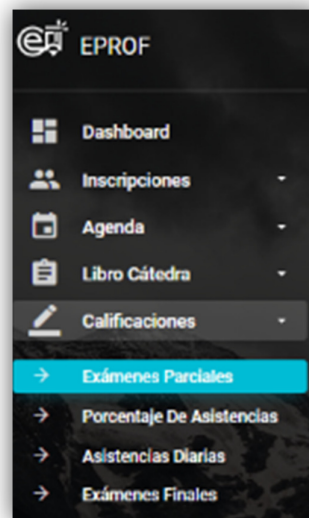 EPROF
Dashboard
Inscripciones
Agenda
Libro Cátedra
Calificaciones
Exámenes Parciales
Porcentaje De Asistencias
Asistencias Diarias
Exámenes Finales